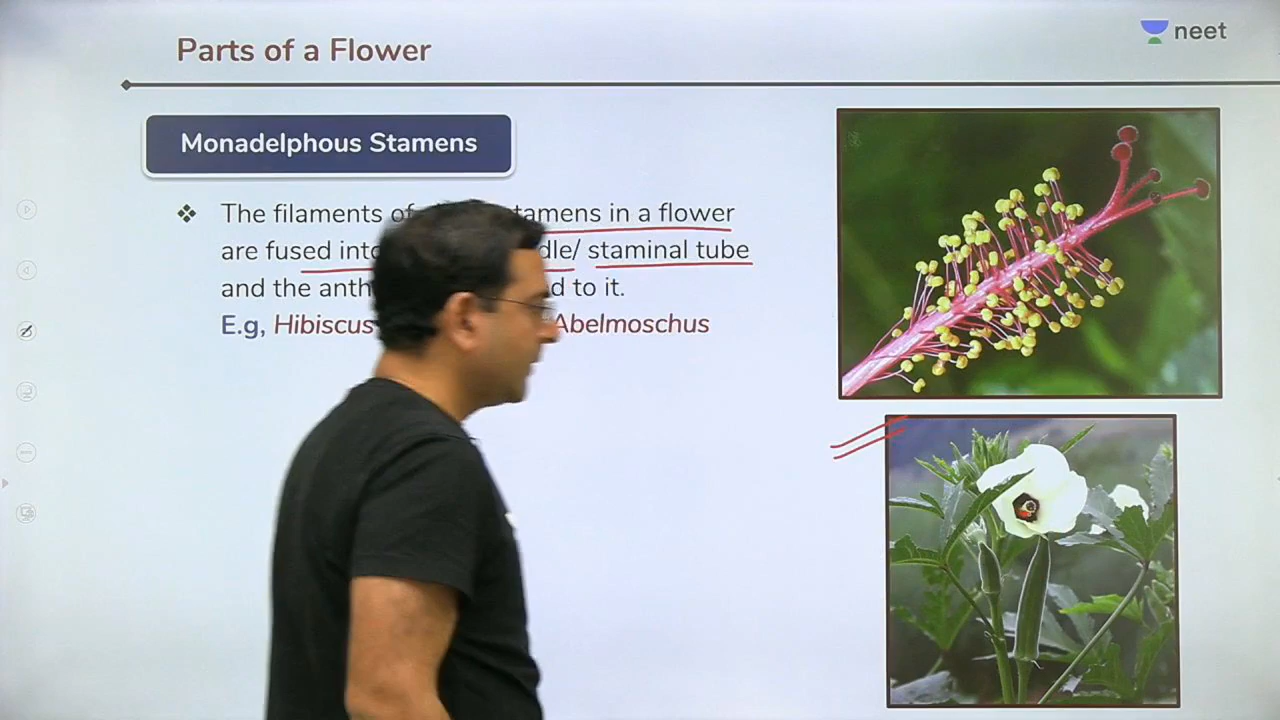 Parts of a Flower
neet
Monadelphous Stamens
The filaments of tamens in a flower
are fused into dle/ staminal tube
and the anth d to it.
E.g, Hibiscus Abelmoschus